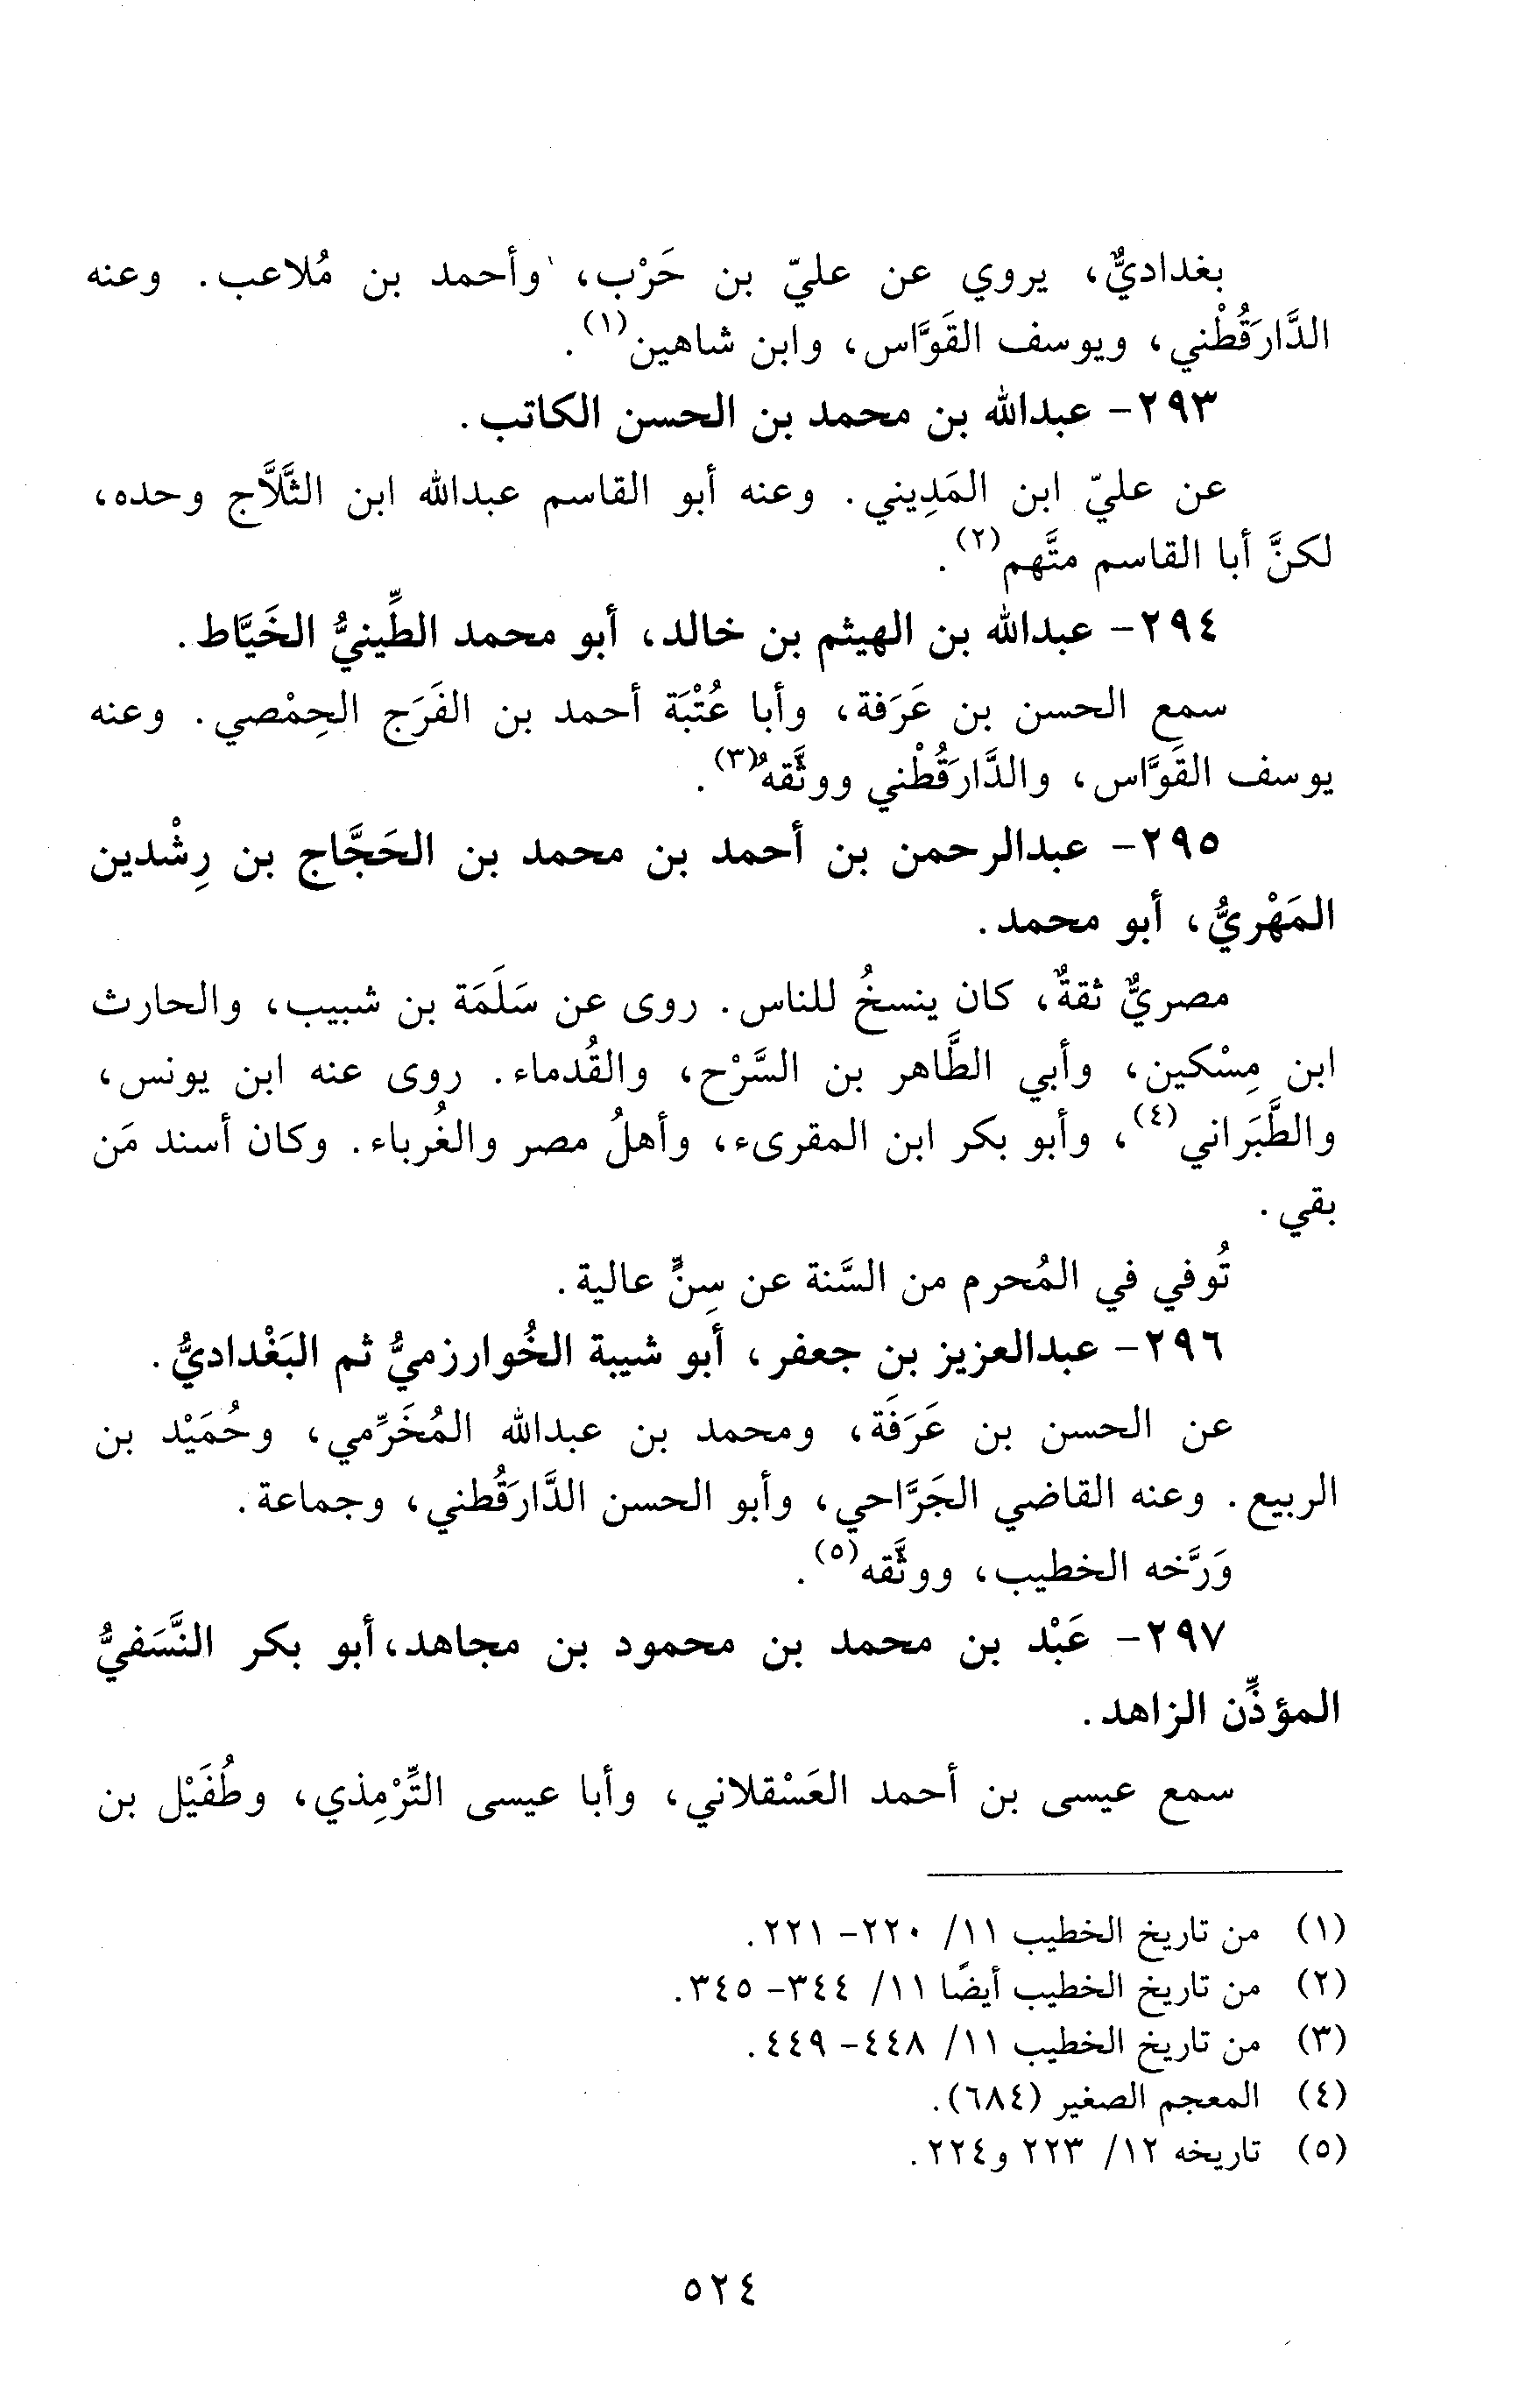 بغداديٌّ، يروي عن عليّ بن حَرْب، وأحمد بن مُلاعب. وعنه
الدَّارَقُطْني، ويوسف القَوَّاس، وابن شاهين(١).
٢٩٣- عبدالله بن محمد بن الحسن الكاتب.
عن عليّ ابن المَدِيني. وعنه أبو القاسم عبدالله ابن الثَّلَّاج وحده،
لكنَّ أبا القاسم متَّهم(٢).
٢٩٤- عبدالله بن الهيثم بن خالد، أبو محمد الطِّينيُّ الخَيَّاط.
سمع الحسن بن عَرَفة، وأبا عُتْبَة أحمد بن الفَرَج الحِمْصي. وعنه
يوسف القَوَّاس، والدَّارَقُطْني ووثَّقهُ(٣).
٢٩٥- عبدالرحمن بن أحمد بن محمد بن الحَجَّاج بن رِشْدين
المَهْريُّ، أبو محمد.
مصريٌّ ثقةٌ، كان ينسخُ للناس. روى عن سَلَمَة بن شبيب، والحارث
ابن مِسْكين، وأبي الطَّاهر بن السَّرْح، والقُدماء. روى عنه ابن يونس،
والطَّبَراني(٤)، وأبو بكر ابن المقرىء، وأهلُ مصر والغُرباء. وكان أسند مَن
بقي.
تُوفي في المُحرم من السَّنة عن سِنٍّ عالية.
٢٩٦- عبدالعزيز بن جعفر، أبو شيبة الخُوارزميُّ ثم البَغْداديُّ.
عن الحسن بن عَرَفَة، ومحمد بن عبدالله المُخَرِّمي، وحُمَيْد بن
الربيع. وعنه القاضي الجَرَّاحي، وأبو الحسن الدَّارَقُطني، وجماعة.
وَرَّخه الخطيب، ووثَّقه(٥).
٢٩٧- عَبْد بن محمد بن محمود بن مجاهد، أبو بكر النَّسَفيُّ
المؤذِّن الزاهد.
سمع عيسى بن أحمد العَسْقلاني، وأبا عيسى التِّرْمِذي، وطُفَيْل بن
(١) من تاريخ الخطيب ١١/ ٢٢٠- ٢٢١.
(٢) من تاريخ الخطيب أيضًا ١١/ ٣٤٤- ٣٤٥.
(٣) من تاريخ الخطيب ١١/ ٤٤٨- ٤٤٩.
(٤) المعجم الصغير (٦٨٤).
(٥) تاريخه ١٢/ ٢٢٣ و٢٢٤.
٥٢٤